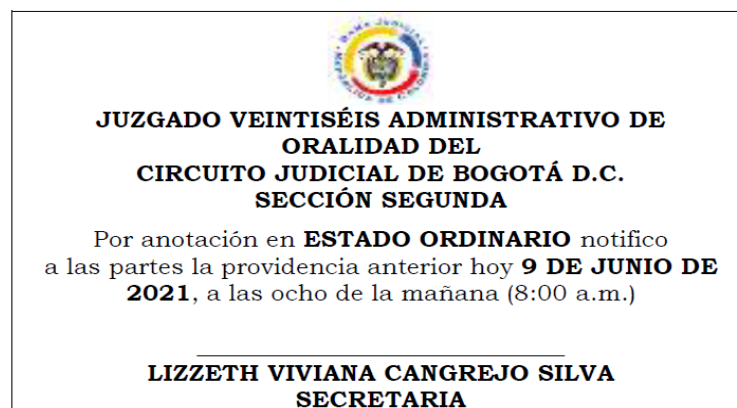 JUZGADO VEINTISÉIS ADMINISTRATIVO DE
ORALIDAD DEL
CIRCUITO JUDICIAL DE BOGOTÁ D.C.
SECCIÓN SEGUNDA
Por anotación en ESTADO ORDINARIO notifico
a las partes la providencia anterior hoy 9 DE JUNIO DE
2021, a las ocho de la mañana (8:00 a.m.)
LIZZETH VIVIANA CANGREJO SILVA
SECRETARIA